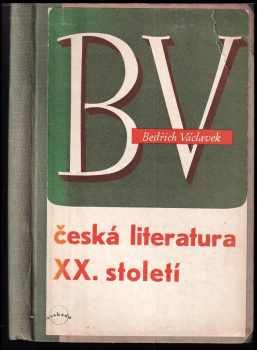 BV
Bedřich Václavek
česká literatura
XX. století
svoboda